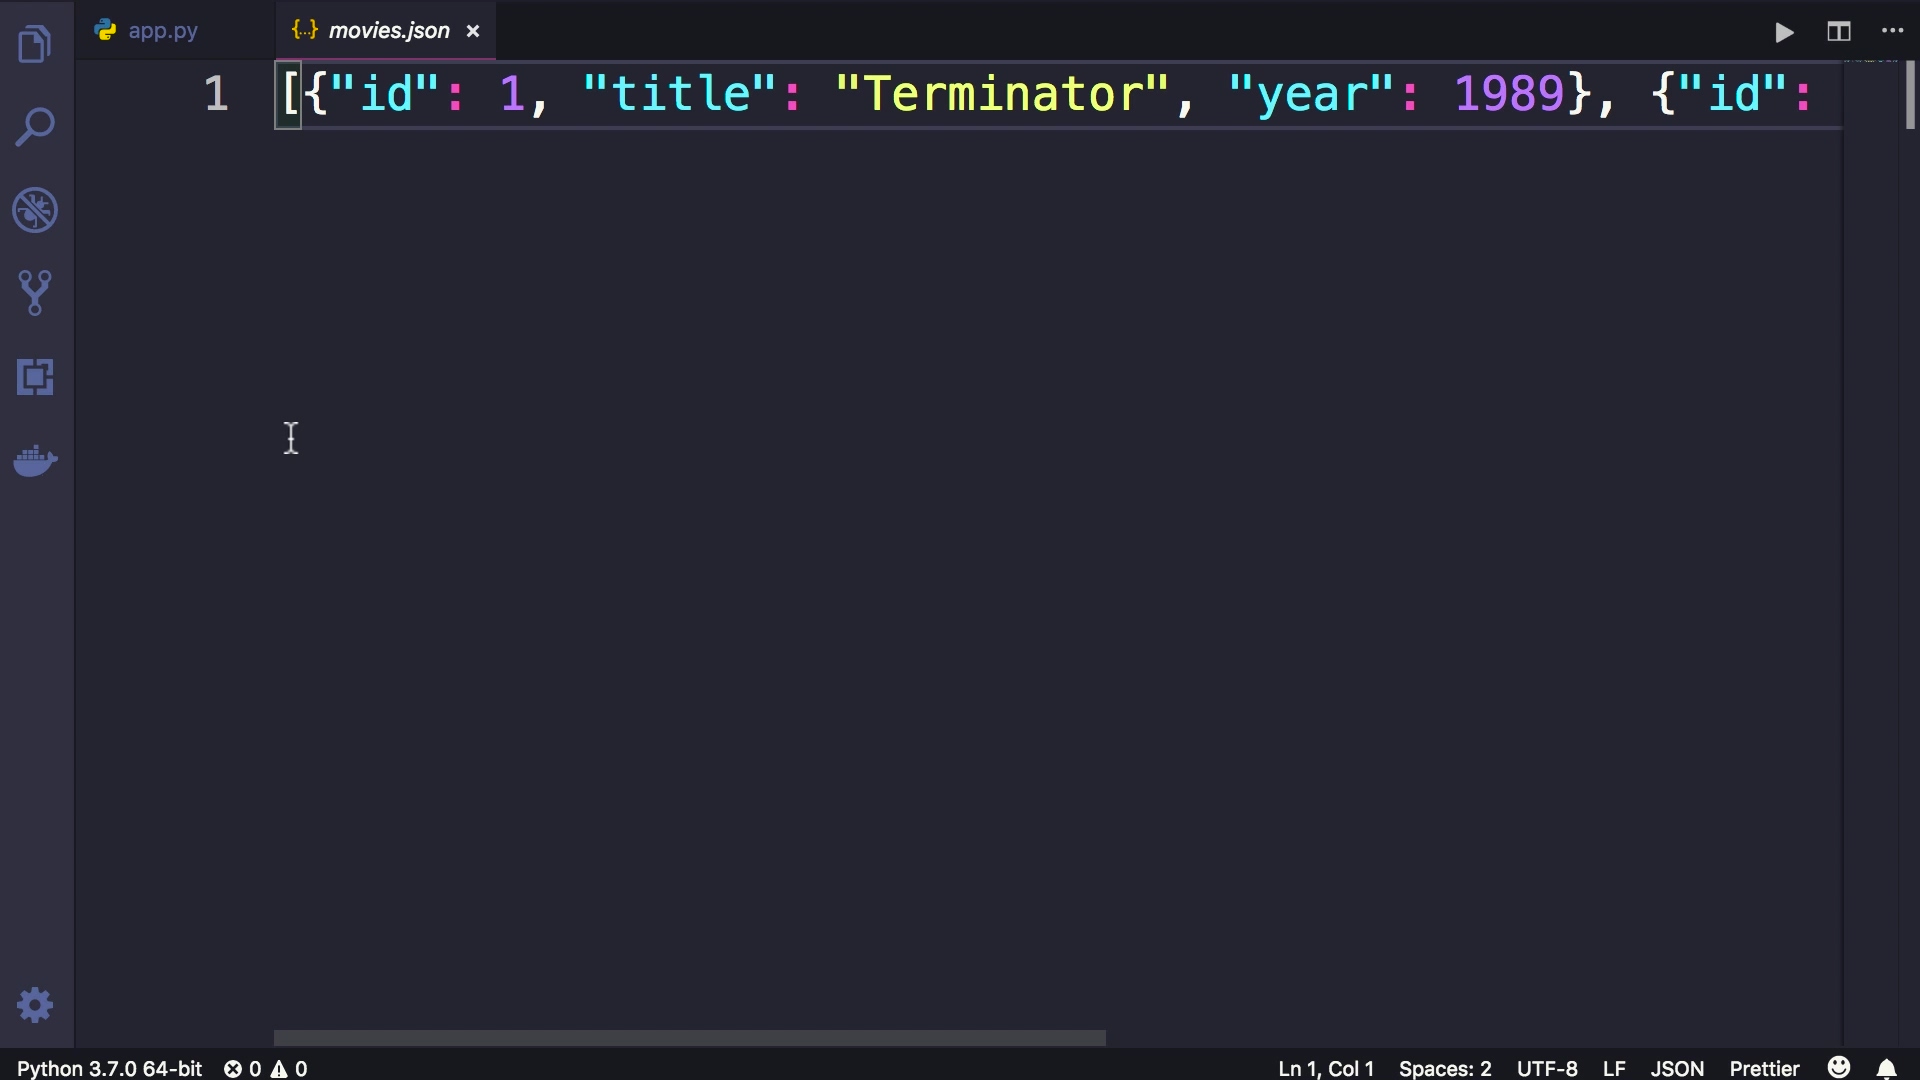 app.py
{..} movies.json ×
1 [{"id": 1, "title": "Terminator", "year": 1989}, {"id":
Python 3.7.0 64-bit 0 0 Ln 1, Col 1 Spaces: 2 UTF-8 LF JSON Prettier